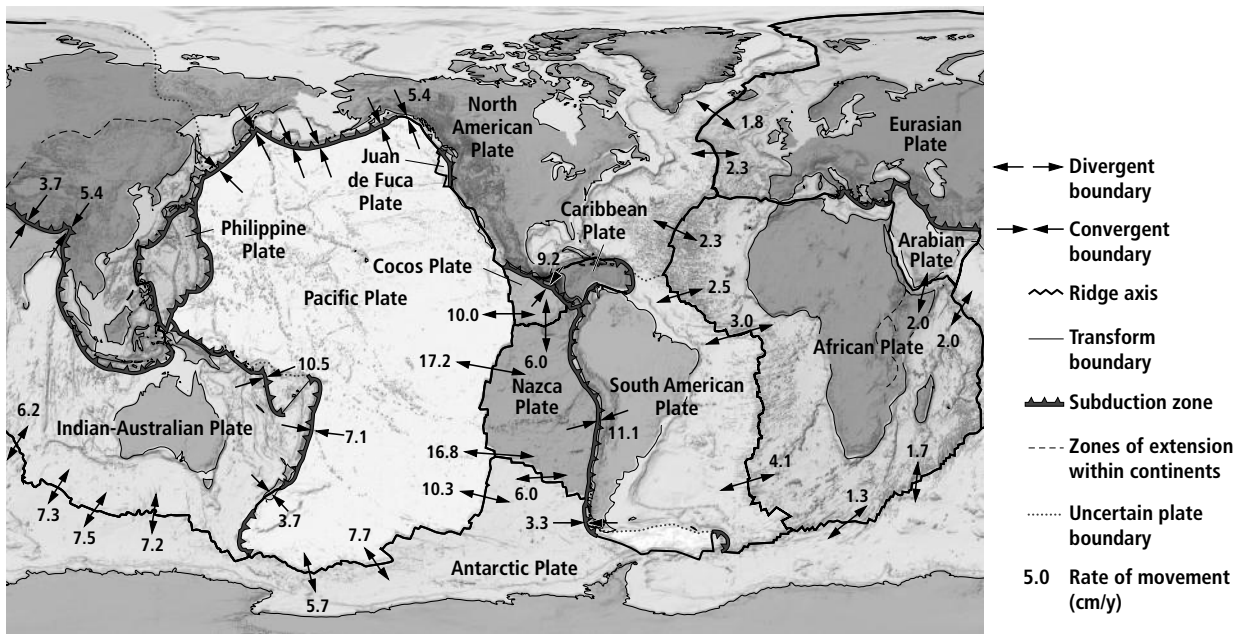 5.4
North
American
Plate
1.8
Eurasian
Plate
Juan
de Fuca
Plate
2.3
3.7
5.4
Philippine
Plate
Caribbean
Plate
2.3
Arabian
Plate
9.2
Cocos Plate
Pacific Plate
2.5
10.0
3.0
2.0
2.0
African Plate
10.5
17.2
6.0
Nazca
Plate
South American
Plate
6.2
Indian-Australian Plate
7.1
11.1
16.8
10.3
6.0
4.1
1.7
1.3
7.3
7.5
7.2
3.7
7.7
3.3
Antarctic Plate
5.7
Divergent
boundary
Convergent
boundary
Ridge axis
Transform
boundary
Subduction zone
Zones of extension
within continents
Uncertain plate
boundary
5.0 Rate of movement
(cm/y)